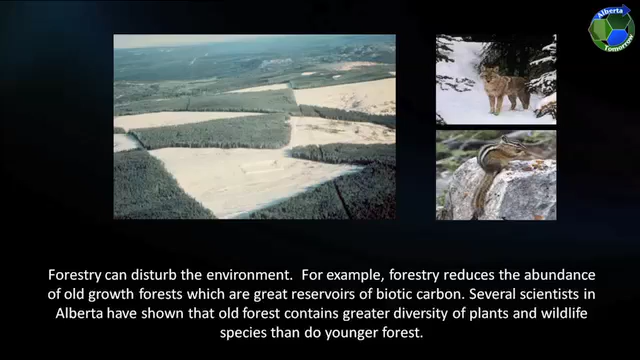 Alberta
Tomorrow
Forestry can disturb the environment.  For example, forestry reduces the abundance
of old growth forests which are great reservoirs of biotic carbon. Several scientists in
Alberta have shown that old forest contains greater diversity of plants and wildlife
species than do younger forest.